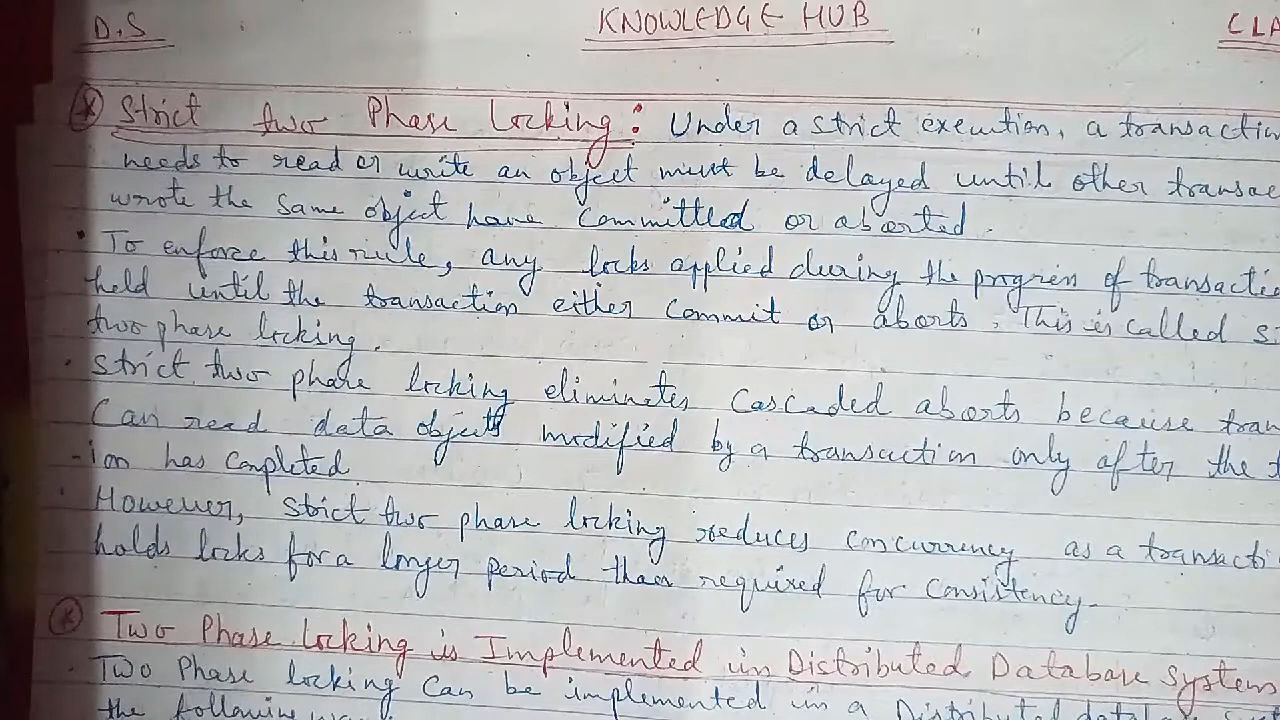 D.S KNOWLEDGE HUB CLA
Strict two Phase Locking: Under a strict execution, a transaction
needs to read or write an object must be delayed until other transac
wrote the same object have committed or aborted.
• To enforce this rule, any locks applied during the progress of transactio
held until the transaction either commit or aborts. This is called s
two phase locking.
• Strict two phase locking eliminates Cascaded aborts because tran
Can read data objects modified by a transaction only after the t
-ion has completed
• However, strict two phase locking reduces concurrency as a transacti
holds locks for a longer period than required for consistency-
Two Phase Locking is Implemented in Distributed Database System
• Two Phase locking can be implemented in a Distributed
the following